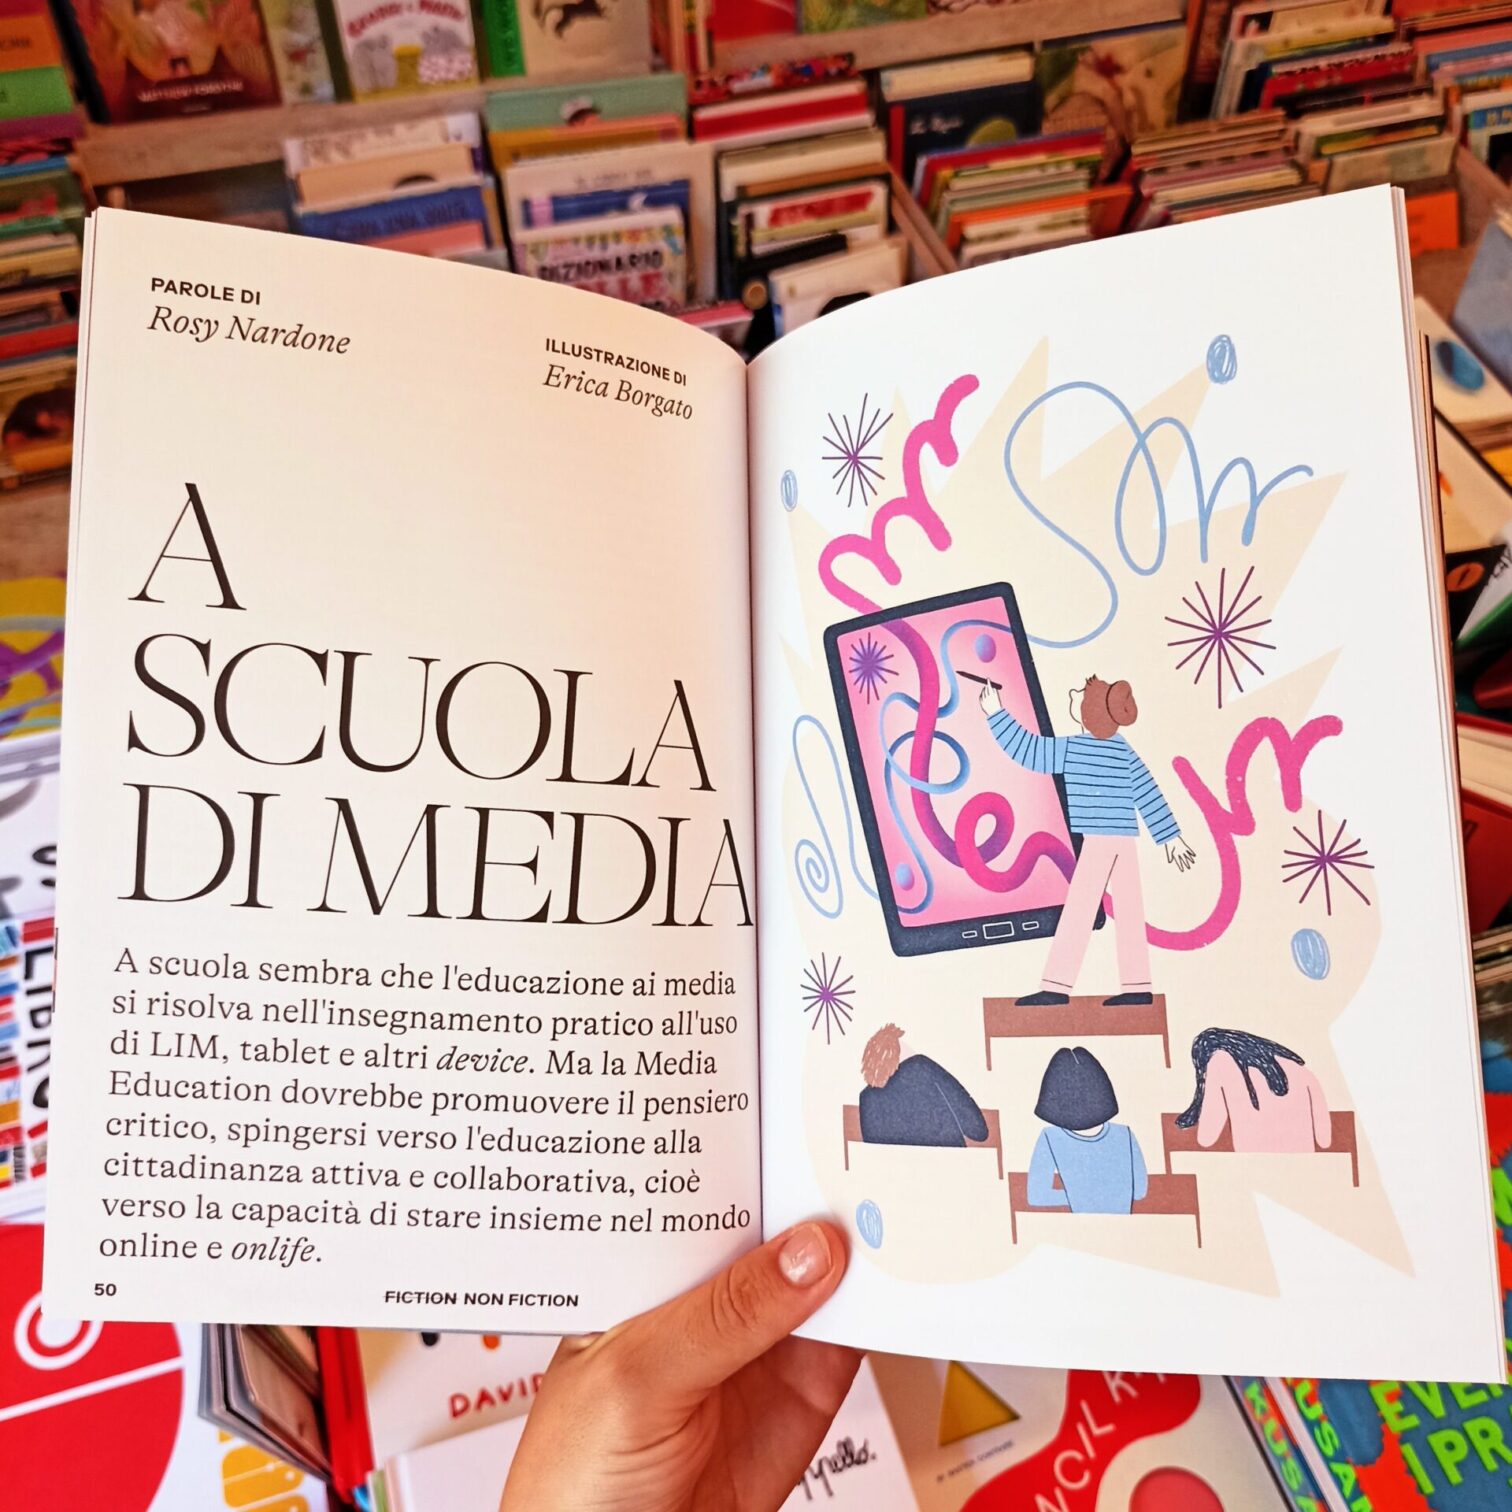 PAROLE DI
Rosy Nardone
ILLUSTRAZIONE DI
Erica Borgato
A
SCUOLA
DI MEDIA
A scuola sembra che l'educazione ai media
si risolva nell'insegnamento pratico all'uso
di LIM, tablet e altri device. Ma la Media
Education dovrebbe promuovere il pensiero
critico, spingersi verso l'educazione alla
cittadinanza attiva e collaborativa, cioè
verso la capacità di stare insieme nel mondo
online e onlife.
50
FICTION NON FICTION